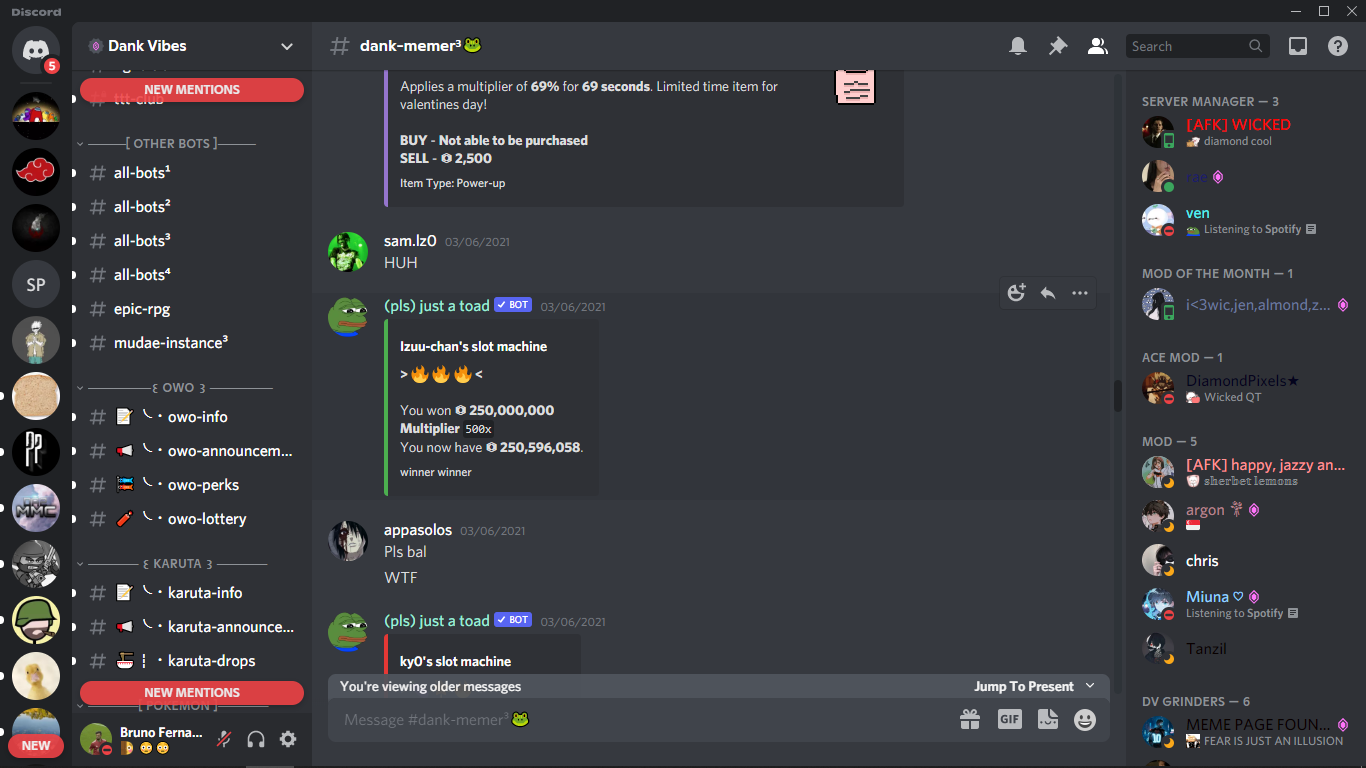 Discord
5
SP
NEW
Dank Vibes
NEW MENTIONS
ttt-club
[ OTHER BOTS ]
all-bots¹
all-bots²
all-bots³
all-bots⁴
epic-rpg
mudae-instance³
꒰ OWO ꒱
╰・owo-info
╰・owo-announcem...
╰・owo-perks
╰・owo-lottery
꒰ KARUTA ꒱
╰・karuta-info
╰・karuta-announce...
┊・karuta-drops
NEW MENTIONS
[ POKEMON ]
Bruno Ferna...
# dank-memer³🐸
Search
Applies a multiplier of 69% for 69 seconds. Limited time item for
valentines day!
BUY - Not able to be purchased
SELL - 2,500
Item Type: Power-up
sam.lz0 03/06/2021
HUH
(pls) just a toad ✓ BOT 03/06/2021
Izuu-chan's slot machine
>🔥🔥🔥<
You won 250,000,000
Multiplier 500x
You now have 250,596,058.
winner winner
appasolos 03/06/2021
Pls bal
WTF
(pls) just a toad ✓ BOT 03/06/2021
ky0's slot machine
You're viewing older messages Jump To Present
Message #dank-memer³🐸
GIF
SERVER MANAGER — 3
[AFK] WICKED
diamond cool
rae
ven
Listening to Spotify
MOD OF THE MONTH — 1
i<3wic,jen,almond,z...
ACE MOD — 1
DiamondPixels★
Wicked QT
MOD — 5
[AFK] happy, jazzy an...
𝕤𝕙𝕖𝕣𝕓𝕖𝕥 𝕝𝕖𝕞𝕠𝕟𝕤
argon
chris
Miuna ♡
Listening to Spotify
Tanzil
DV GRINDERS — 6
MEME PAGE FOUN...
FEAR IS JUST AN ILLUSION